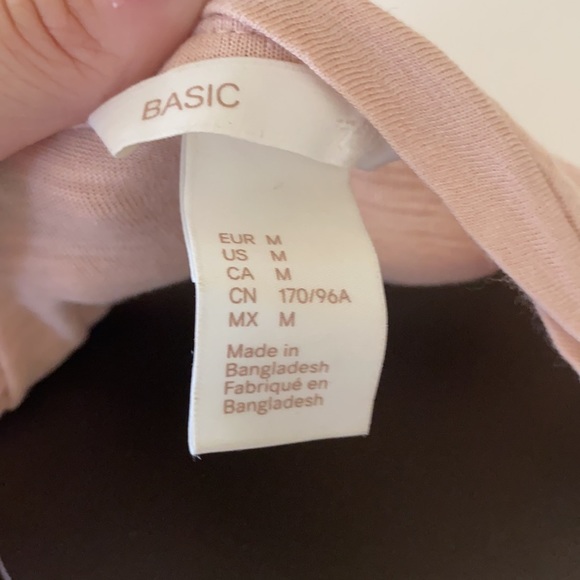 BASIC
EUR M
US M
CA M
CN 170/96A
MX M
Made in
Bangladesh
Fabriqué en
Bangladesh